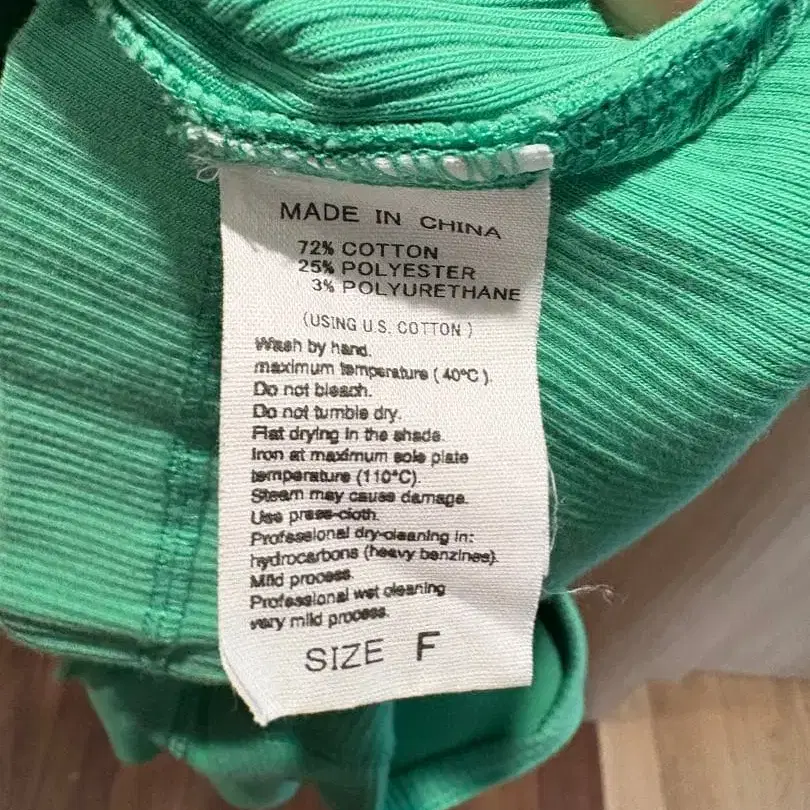 MADE IN CHINA
72% COTTON
25% POLYESTER
3% POLYURETHANE
(USING U.S. COTTON )
Wash by hand.
maximum temperature ( 40°C ).
Do not bleach.
Do not tumble dry.
Flat drying in the shade.
Iron at maximum sole plate
temperature (110°C).
Steam may cause damage.
Use press-cloth.
Professional dry-cleaning in:
hydrocarbons (heavy benzines).
Mild process.
Professional wet cleaning
very mild process.
SIZE F